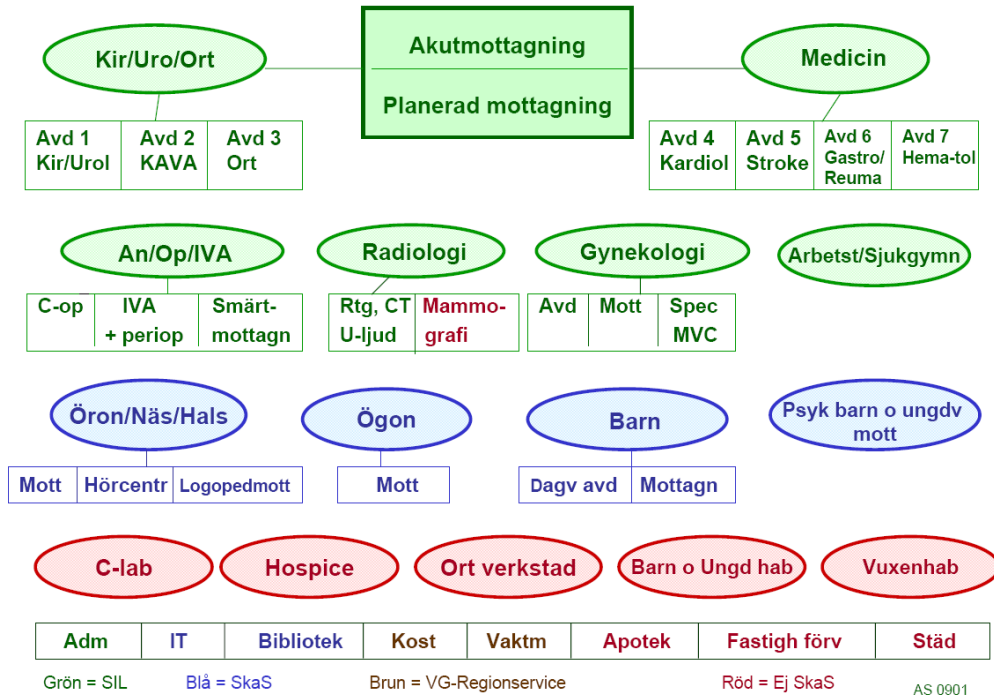 Kir/Uro/Ort
Akutmottagning
Planerad mottagning
Medicin
Avd 1
Kir/Urol
Avd 2
KAVA
Avd 3
Ort
Avd 4
Kardiol
Avd 5
Stroke
Avd 6
Gastro/
Reuma
Avd 7
Hema-tol
An/Op/IVA
Radiologi
Gynekologi
Arbetst/Sjukgymn
C-op
IVA
+ periop
Smärt-
mottagn
Rtg, CT
U-ljud
Mammo-
grafi
Avd
Mott
Spec
MVC
Öron/Näs/Hals
Ögon
Barn
Psyk barn o ungdv
mott
Mott
Hörcentr
Logopedmott
Mott
Dagv avd
Mottagn
C-lab
Hospice
Ort verkstad
Barn o Ungd hab
Vuxenhab
Adm
IT
Bibliotek
Kost
Vaktm
Apotek
Fastigh förv
Städ
Grön = SIL
Blå = SkaS
Brun = VG-Regionservice
Röd = Ej SkaS
AS 0901